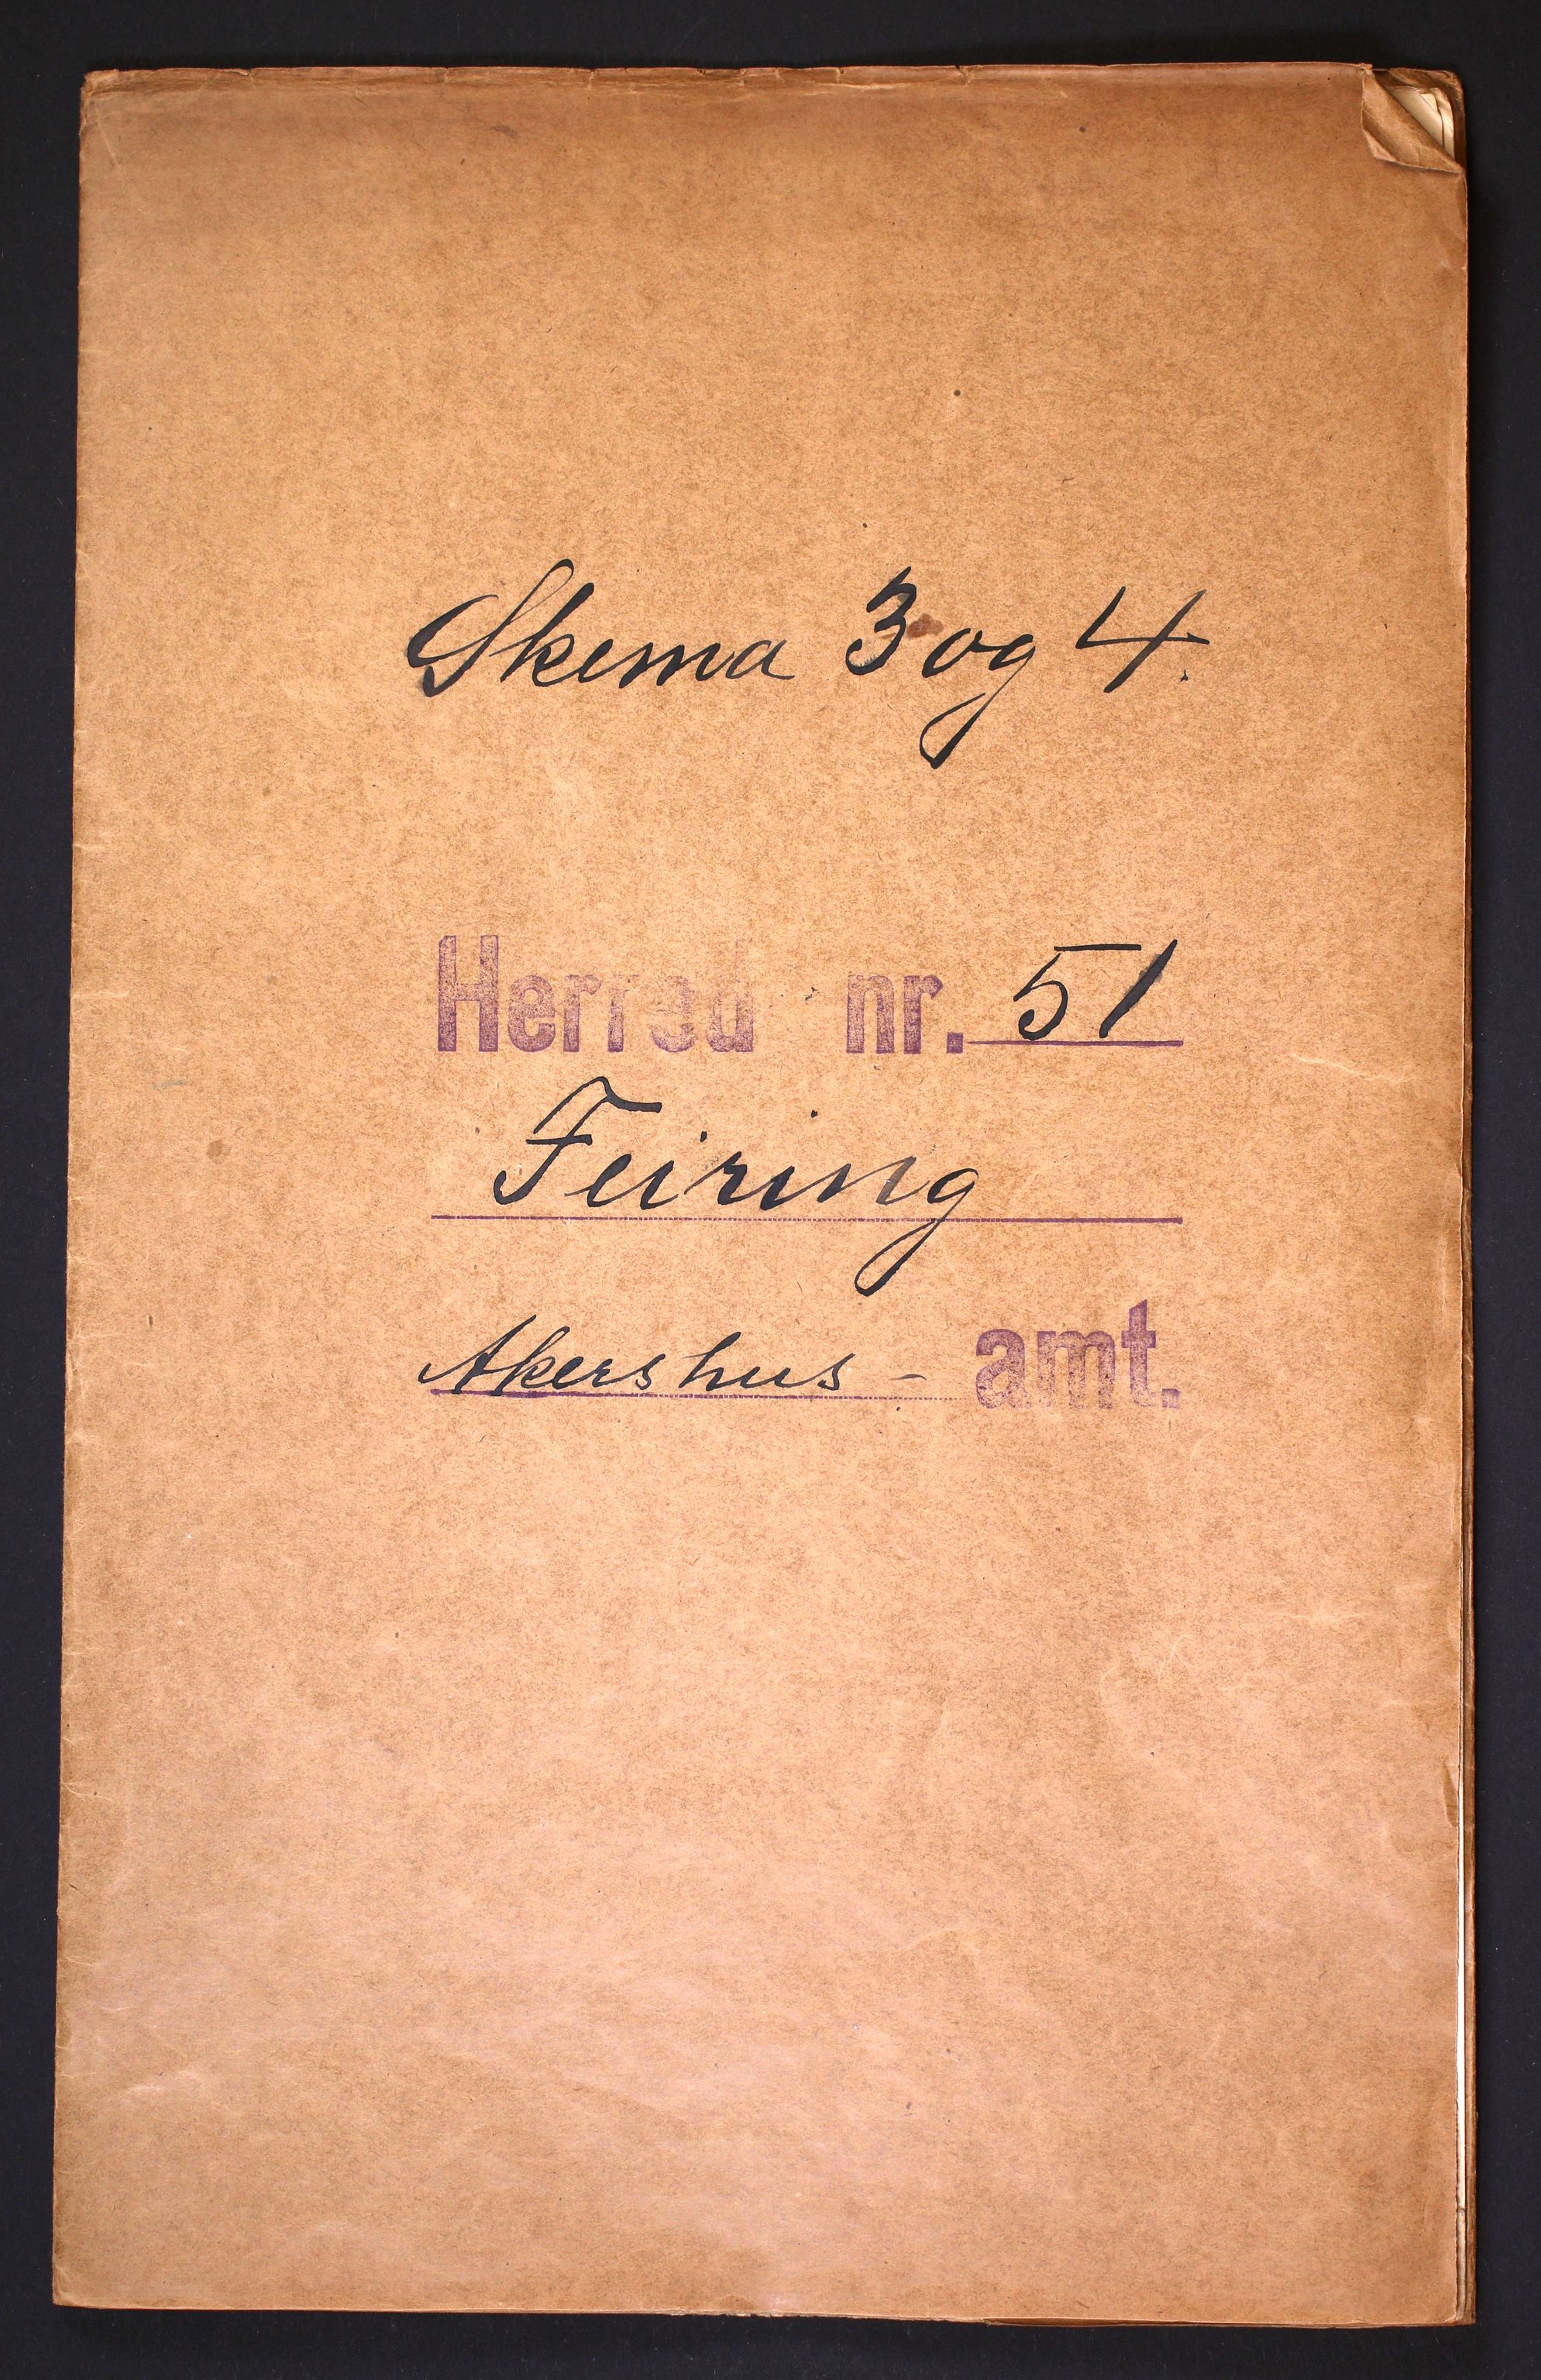 Skema 3 og 4.
Herred nr. 51
Feiring
Akershus - amt.